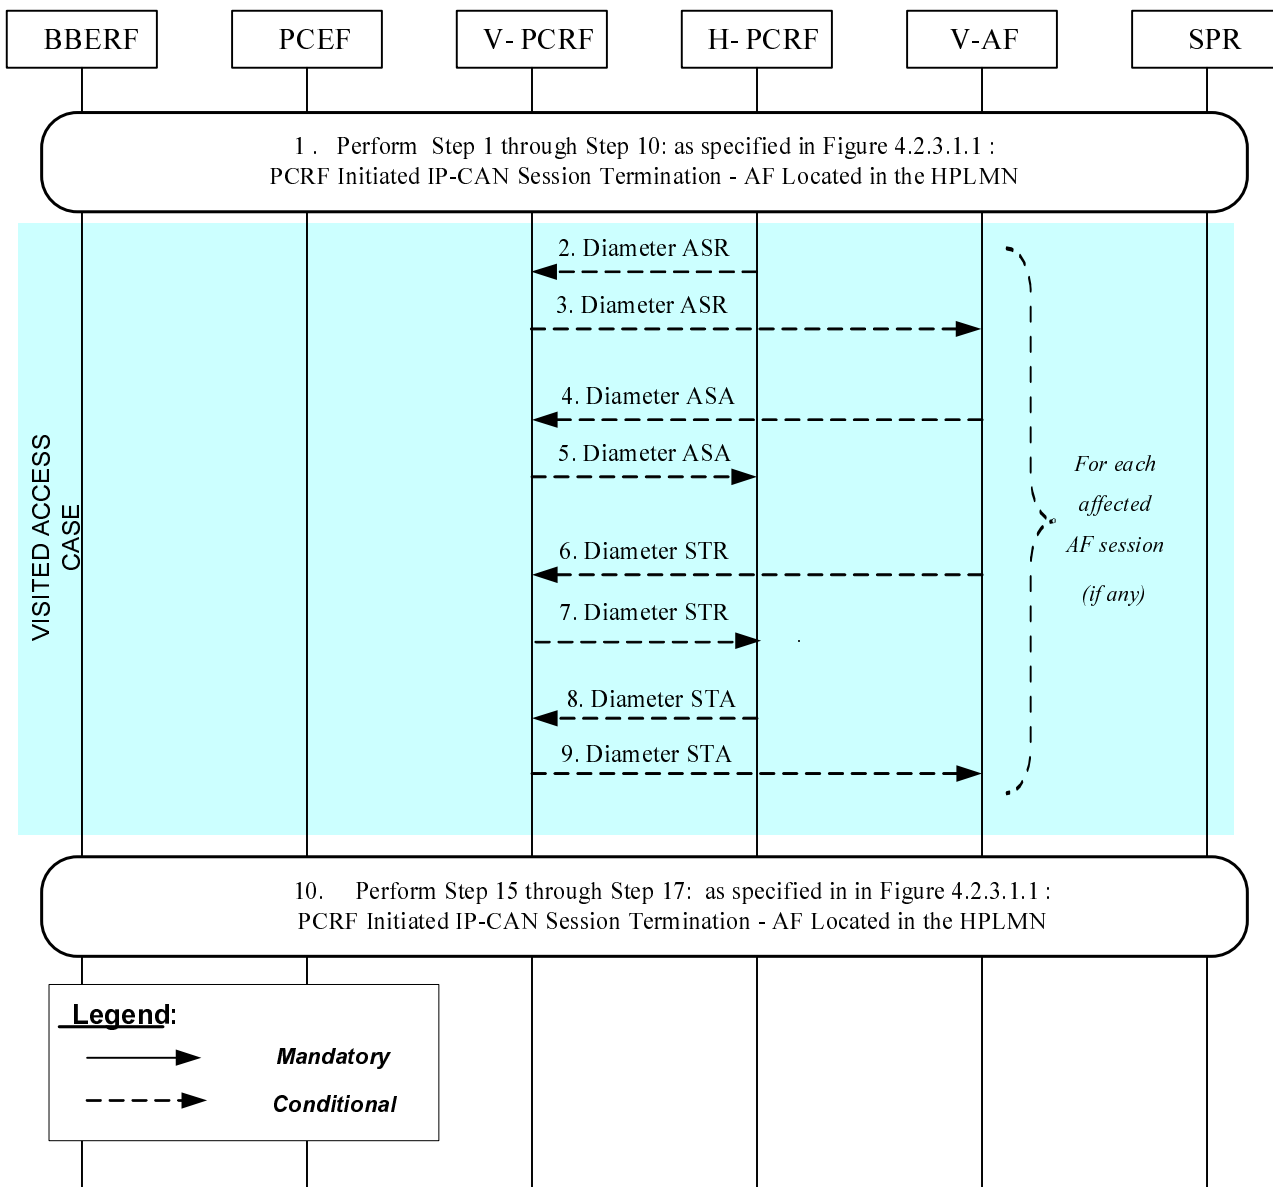 BBERF
PCEF
V- PCRF
H- PCRF
V-AF
SPR
1 . Perform Step 1 through Step 10: as specified in Figure 4.2.3.1.1 :
PCRF Initiated IP-CAN Session Termination - AF Located in the HPLMN
VISITED ACCESS
CASE
2. Diameter ASR
3. Diameter ASR
4. Diameter ASA
5. Diameter ASA
6. Diameter STR
7. Diameter STR
8. Diameter STA
9. Diameter STA
For each
affected
AF session
(if any)
10. Perform Step 15 through Step 17: as specified in in Figure 4.2.3.1.1 :
PCRF Initiated IP-CAN Session Termination - AF Located in the HPLMN
Legend:
Mandatory
Conditional